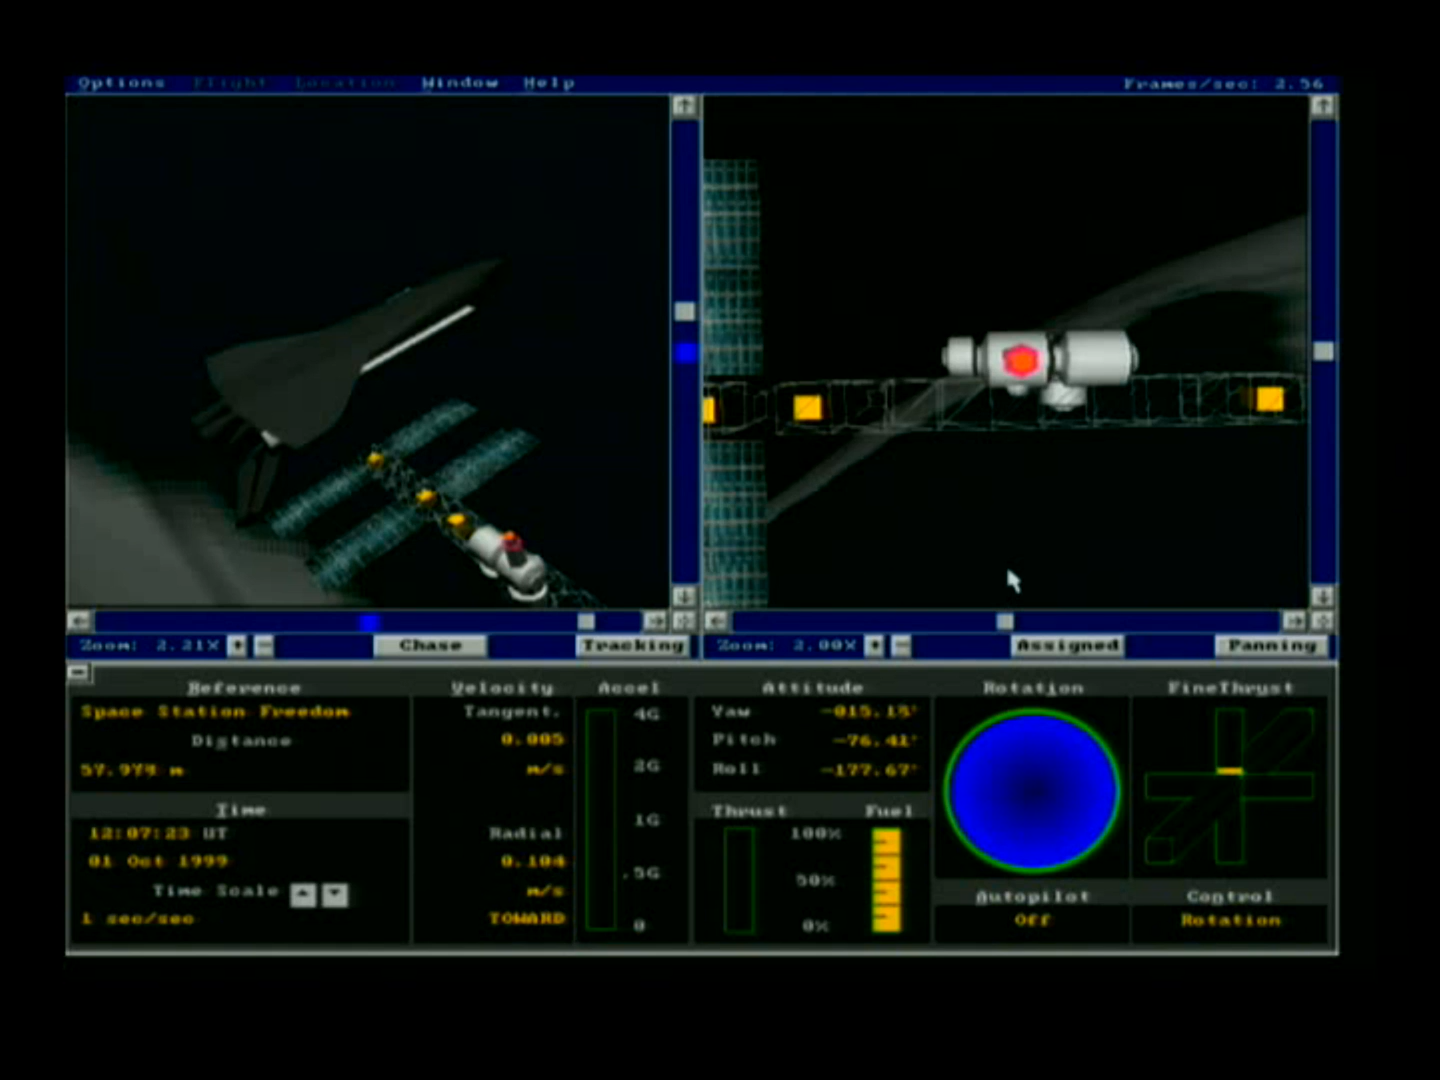 Options Flight Location Window Help Frames/sec: 2.56
Zoom: 2.21X + - Chase Tracking
Zoom: 2.00X + - Assigned Panning
Reference Velocity Accel Attitude Rotation FineThrust
Space Station Freedom Tangent. 4G Yaw -015.15°
Distance 0.005 Pitch -76.41°
57.979 m m/s 2G Roll -177.67°
Time Thrust Fuel
12:07:23 UT Radial 1G 100%
01 Oct 1999 0.104
Time Scale m/s .5G 50% Autopilot Control
1 sec/sec TOWARD 0 0% Off Rotation